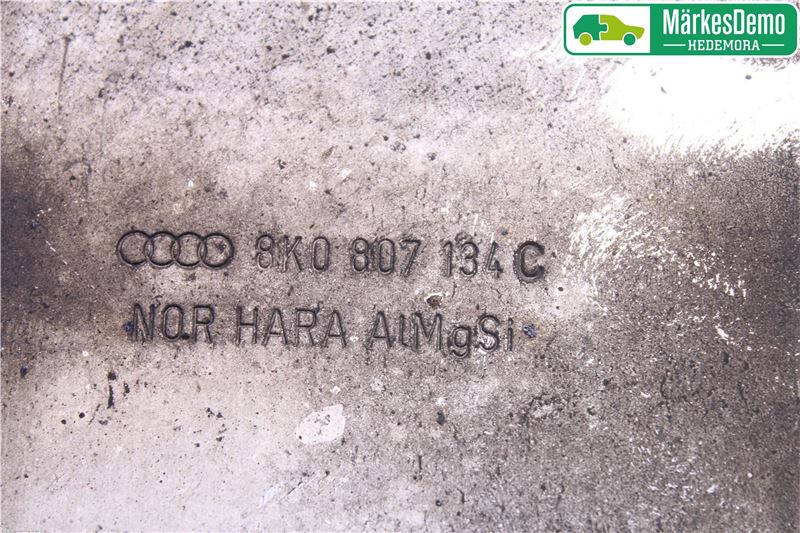 MärkesDemo
HEDEMORA
8K0 807 134 C
NOR HARA AlMgSi